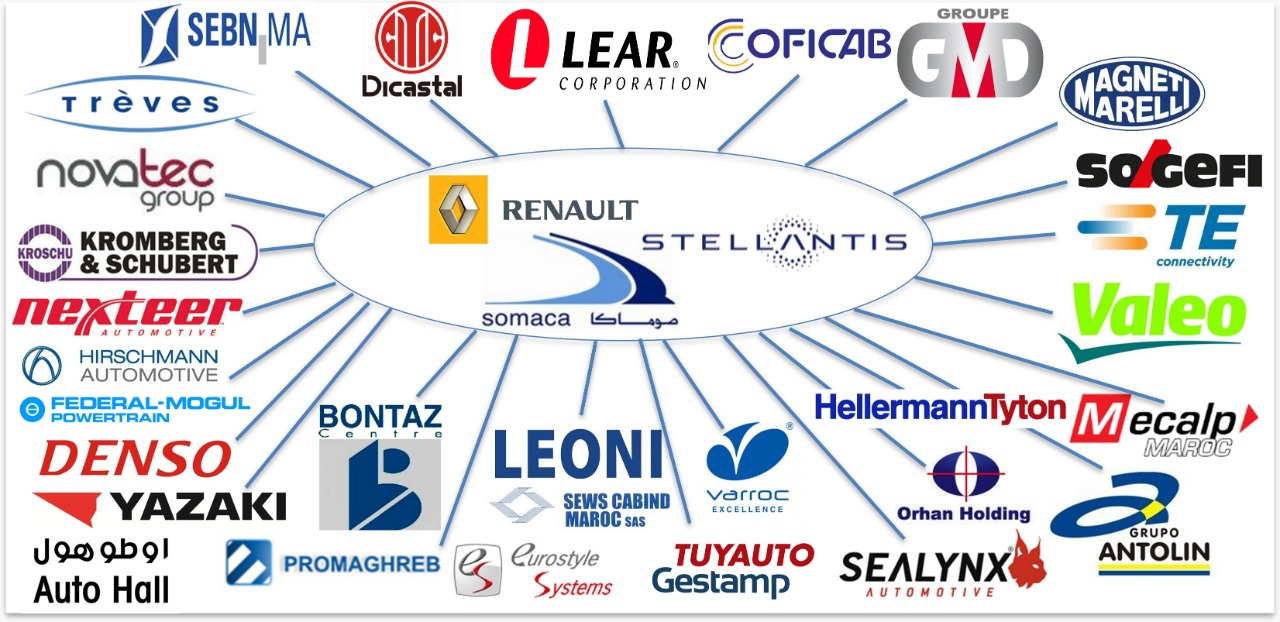 SEBN MA
CITIC
Dicastal
LEAR®
CORPORATION
COFICAB
GROUPE
GMD
MAGNETI
MARELLI
Trèves
novatec
group
SOGEFI
KROSCHU
KROMBERG
& SCHUBERT
TE
connectivity
RENAULT
STELLANTIS
somaca صوماكا
nexteer
AUTOMOTIVE
Valeo
HIRSCHMANN
AUTOMOTIVE
FEDERAL-MOGUL
POWERTRAIN
DENSO
YAZAKI
اوطوهول
Auto Hall
BONTAZ
Centre
B
PROMAGHREB
LEONI
SEWS CABIND
MAROC SAS
es
Eurostyle
Systems
varroc
EXCELLENCE
®
TUYAUTO
Gestamp
HellermannTyton
Mecalp
MAROC
Orhan Holding
GRUPO
ANTOLIN
SEALYNX®
AUTOMOTIVE